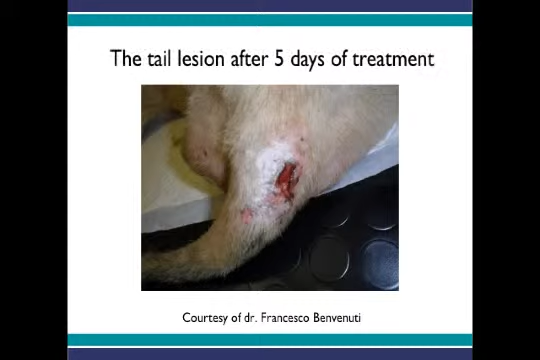 The tail lesion after 5 days of treatment
Courtesy of dr. Francesco Benvenuti